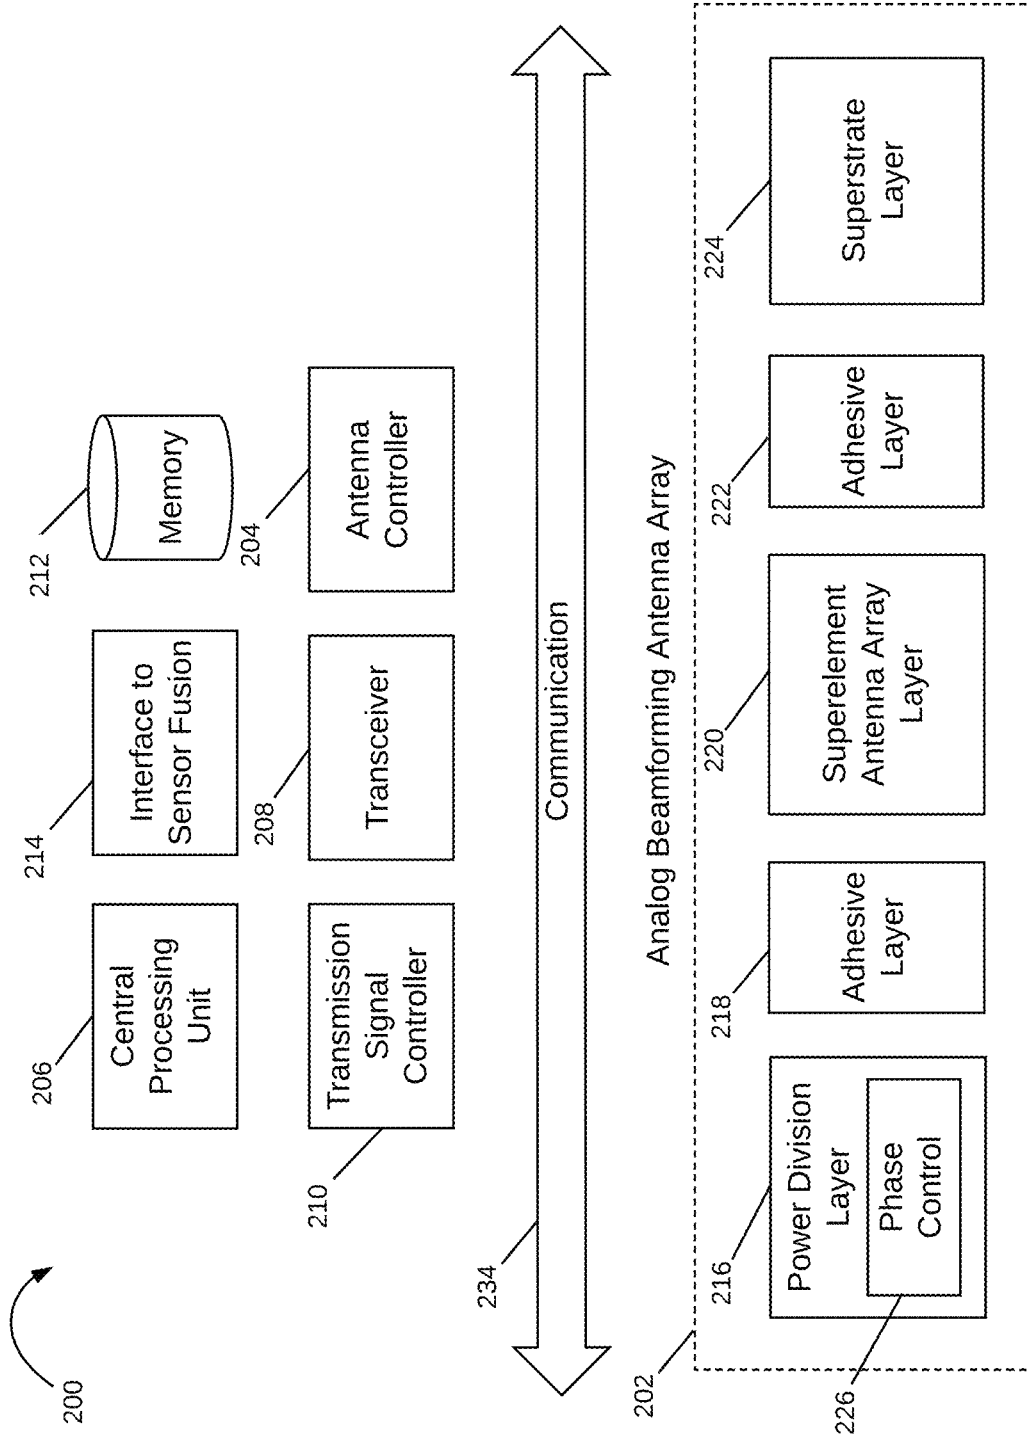 200
206
Central
Processing
Unit
214
Interface to
Sensor Fusion
212
Memory
210
Transmission
Signal
Controller
208
Transceiver
204
Antenna
Controller
234
Communication
202
Analog Beamforming Antenna Array
216
Power Division
Layer
226
Phase
Control
218
Adhesive
Layer
220
Superelement
Antenna Array
Layer
222
Adhesive
Layer
224
Superstrate
Layer